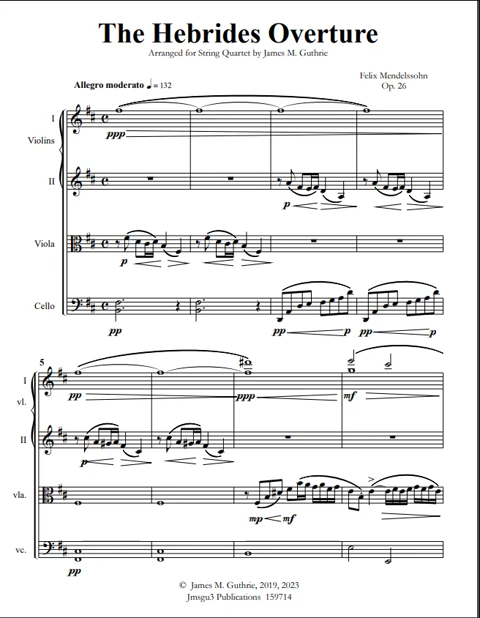 The Hebrides Overture
Arranged for String Quartet by James M. Guthrie
Felix Mendelssohn
Op. 26
Allegro moderato ♩ = 132
I
Violins
II
Viola
Cello
ppp
p
p
pp
pp
p
pp
p
5
I
vl.
II
vla.
vc.
pp
ppp
mf
p
mp
mf
pp
© James M. Guthrie, 2019, 2023
Jmsgu3 Publications 159714